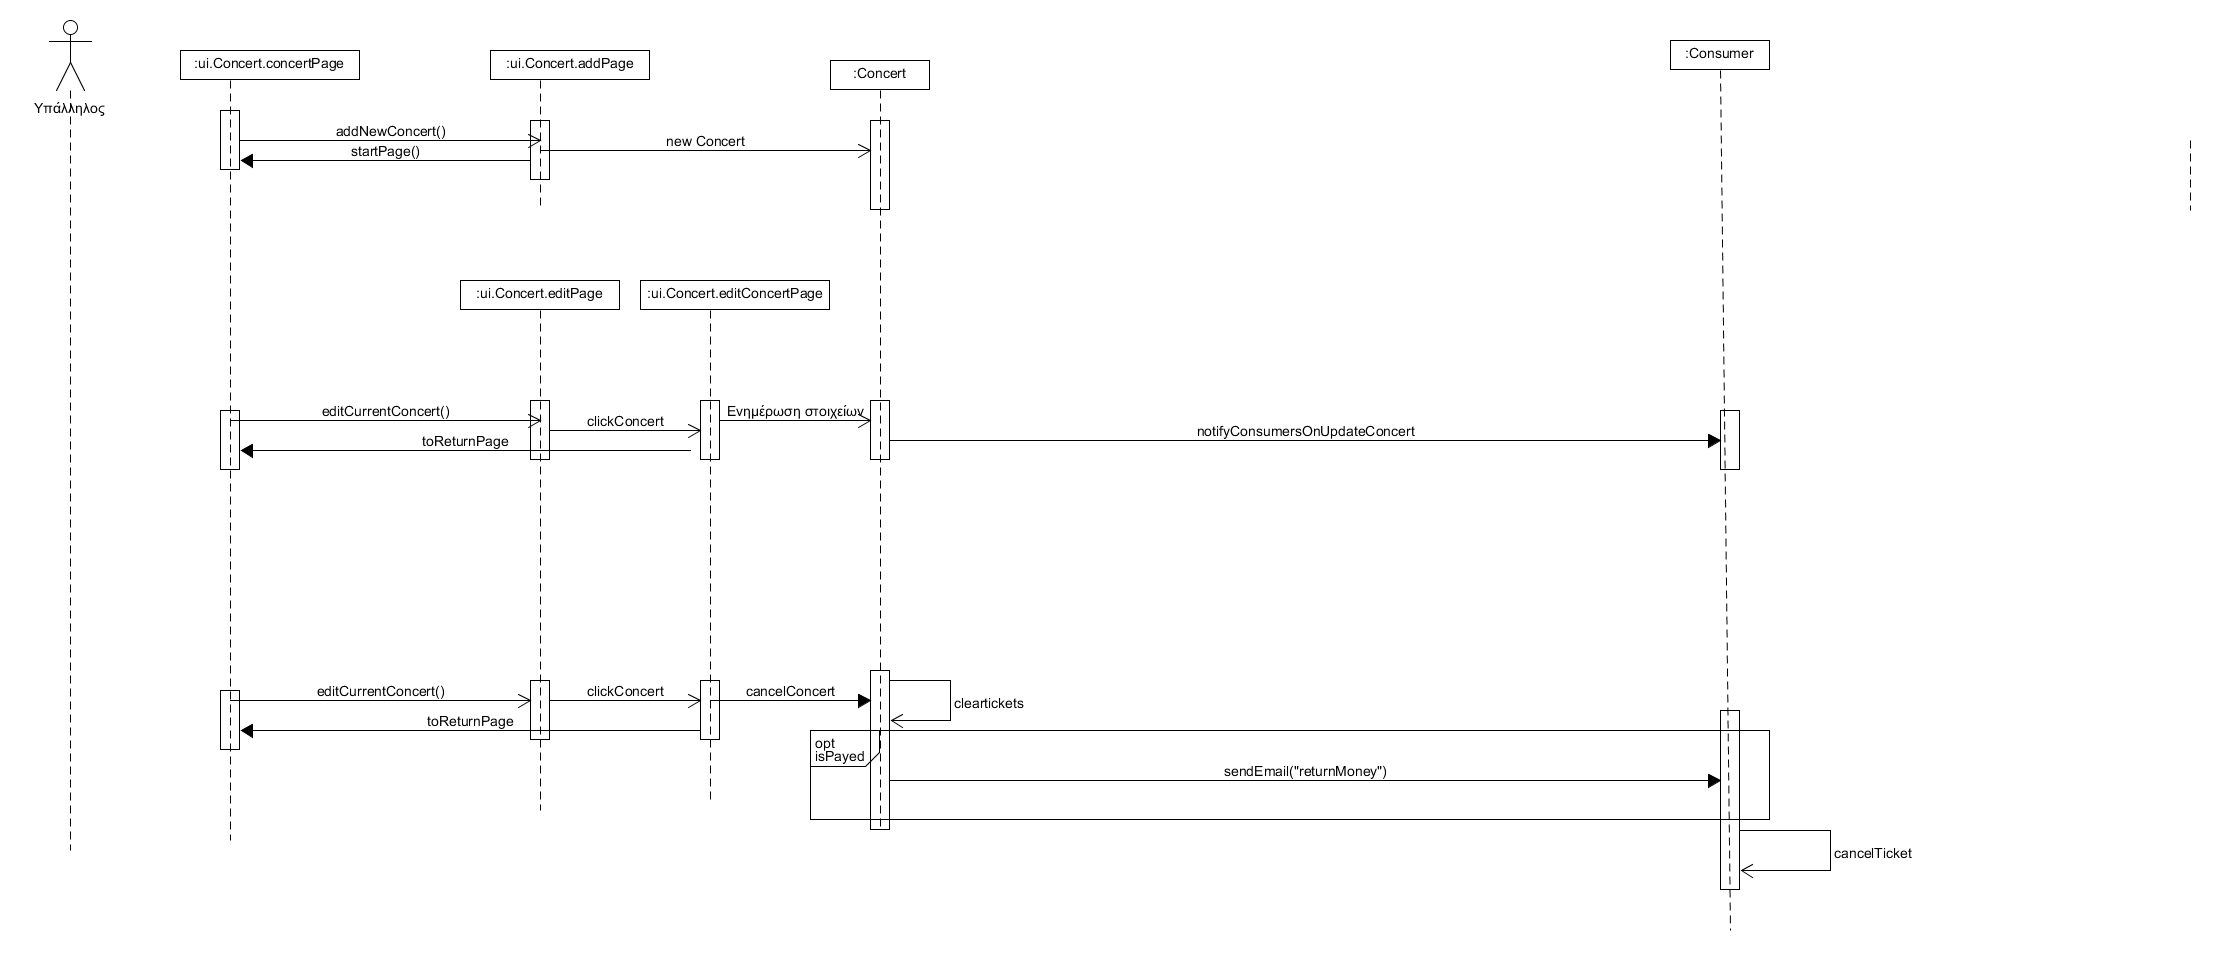 Υπάλληλος
:ui.Concert.concertPage
:ui.Concert.addPage
:Concert
:Consumer
addNewConcert()
new Concert
startPage()
:ui.Concert.editPage
:ui.Concert.editConcertPage
editCurrentConcert()
clickConcert
Ενημέρωση στοιχείων
toReturnPage
notifyConsumersOnUpdateConcert
editCurrentConcert()
clickConcert
cancelConcert
cleartickets
toReturnPage
opt
isPayed
sendEmail("returnMoney")
cancelTicket